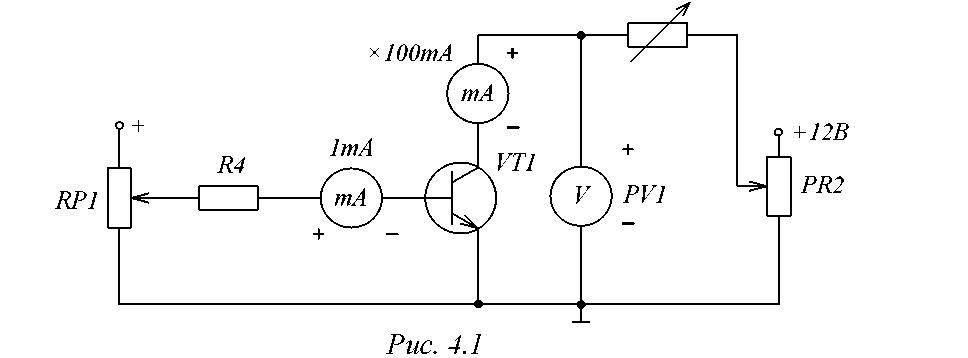 ×100mA
+
mA
−
+
+12B
1mA
VT1
+
R4
PR2
RP1
mA
V
PV1
+
−
−
Рис. 4.1